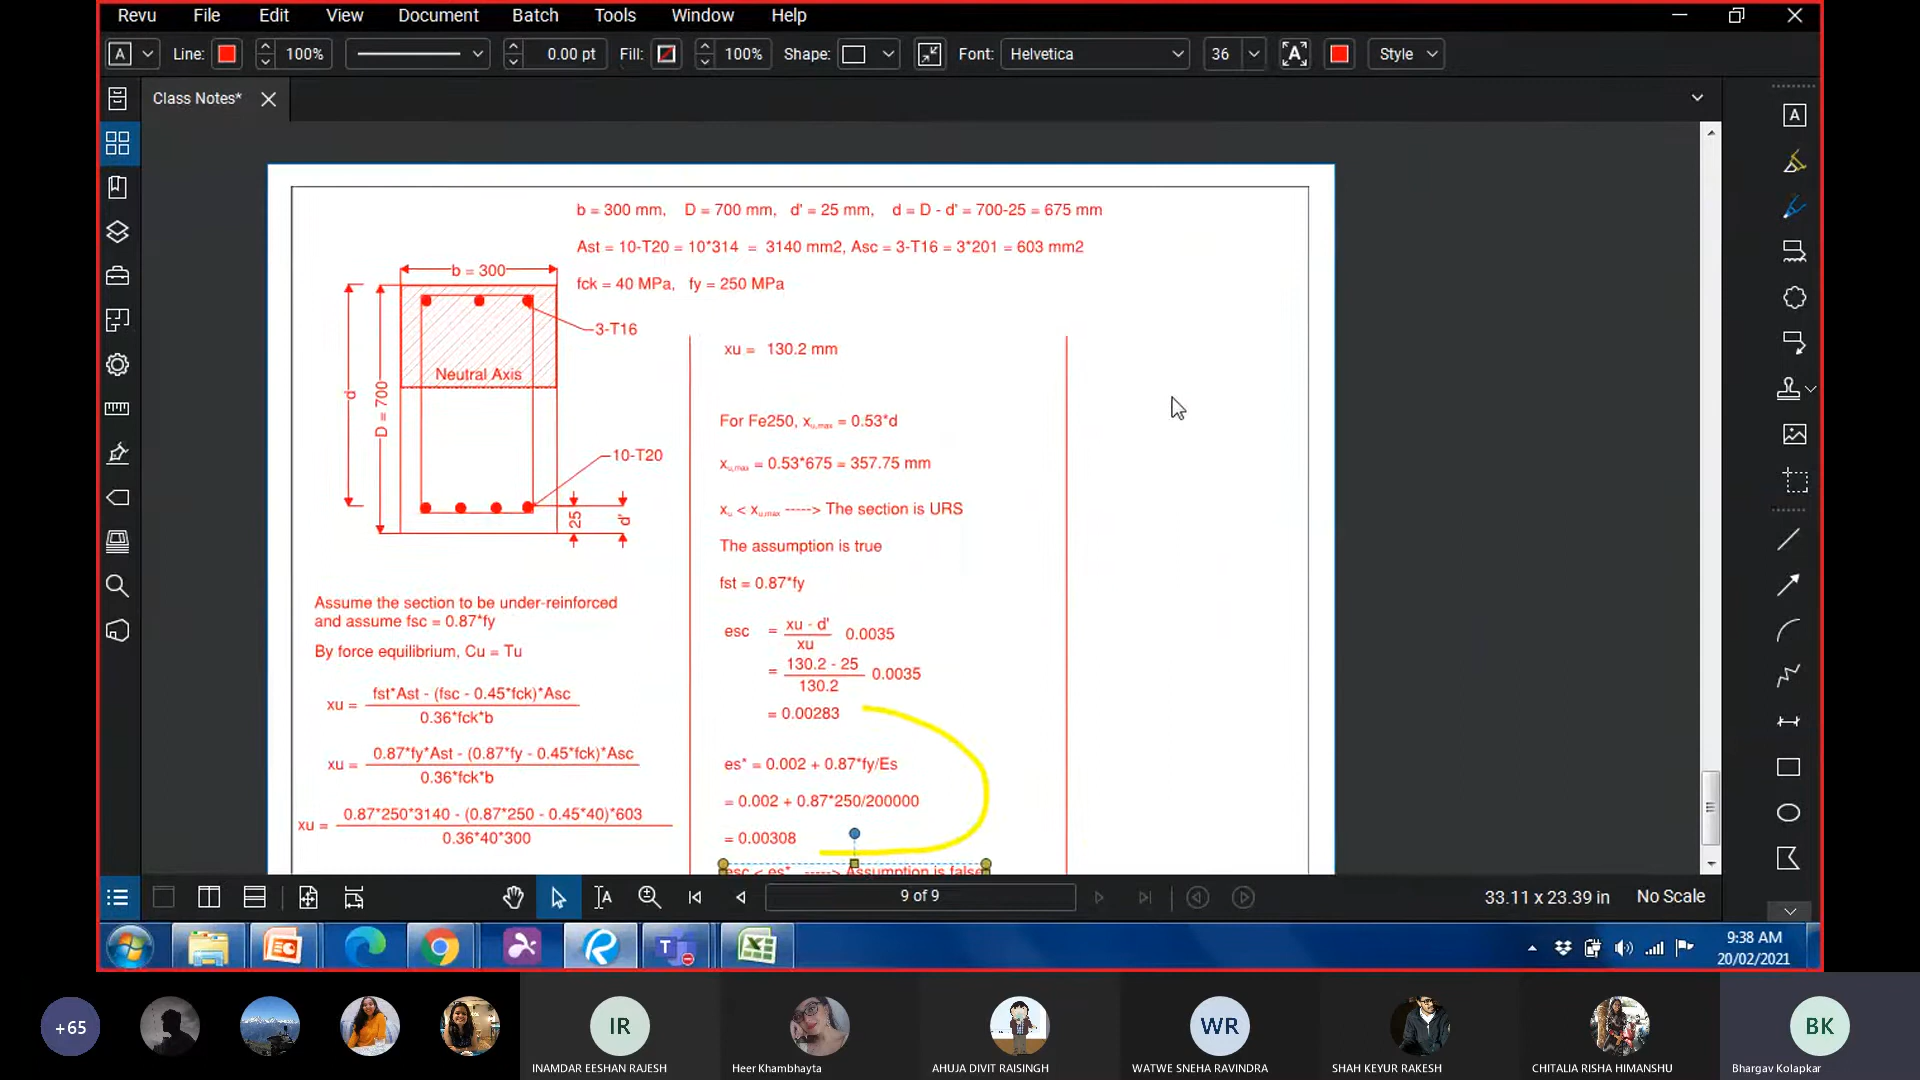 Revu File Edit View Document Batch Tools Window Help
A Line: 100% 0.00 pt Fill: 100% Shape: Font: Helvetica 36 Style
Class Notes*
b = 300 mm, D = 700 mm, d' = 25 mm, d = D - d' = 700-25 = 675 mm
Ast = 10-T20 = 10*314 = 3140 mm2, Asc = 3-T16 = 3*201 = 603 mm2
fck = 40 MPa, fy = 250 MPa
b = 300
3-T16
Neutral Axis
d
D = 700
10-T20
25
d'
Assume the section to be under-reinforced
and assume fsc = 0.87*fy
By force equilibrium, Cu = Tu
xu = fst*Ast - (fsc - 0.45*fck)*Asc
0.36*fck*b
xu = 0.87*fy*Ast - (0.87*fy - 0.45*fck)*Asc
0.36*fck*b
xu = 0.87*250*3140 - (0.87*250 - 0.45*40)*603
0.36*40*300
xu = 130.2 mm
For Fe250, xu,max = 0.53*d
xu,max = 0.53*675 = 357.75 mm
xu < xu,max -----> The section is URS
The assumption is true
fst = 0.87*fy
esc = xu - d' 0.0035
xu
= 130.2 - 25 0.0035
130.2
= 0.00283
es* = 0.002 + 0.87*fy/Es
= 0.002 + 0.87*250/200000
= 0.00308
esc < es* -----> Assumption is false
9 of 9
33.11 x 23.39 in No Scale
9:38 AM
20/02/2021
+65
IR
WR
BK
INAMDAR EESHAN RAJESH
Heer Khambhayta
AHUJA DIVIT RAISINGH
WATWE SNEHA RAVINDRA
SHAH KEYUR RAKESH
CHITALIA RISHA HIMANSHU
Bhargav Kolapkar